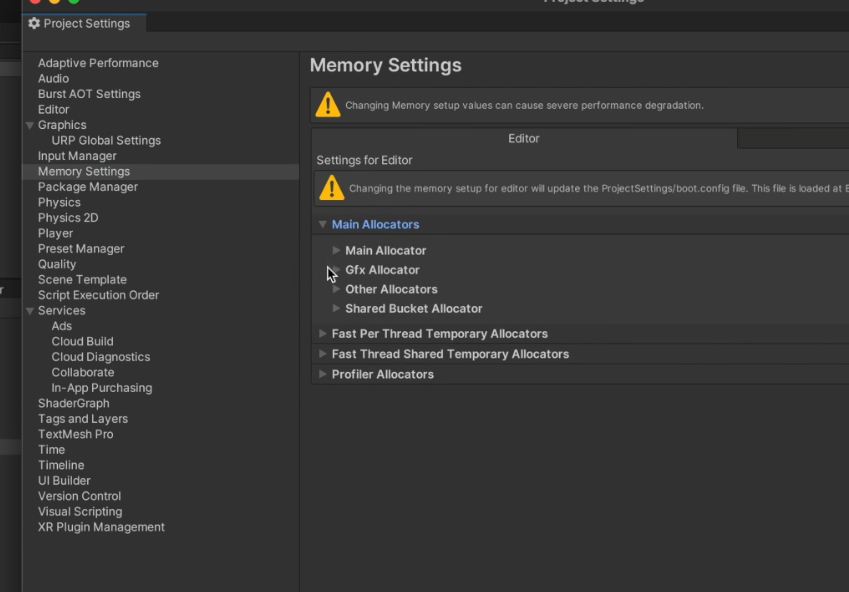 Project Settings
Project Settings
Adaptive Performance
Audio
Burst AOT Settings
Editor
Graphics
URP Global Settings
Input Manager
Memory Settings
Package Manager
Physics
Physics 2D
Player
Preset Manager
Quality
Scene Template
Script Execution Order
Services
Ads
Cloud Build
Cloud Diagnostics
Collaborate
In-App Purchasing
ShaderGraph
Tags and Layers
TextMesh Pro
Time
Timeline
UI Builder
Version Control
Visual Scripting
XR Plugin Management
Memory Settings
Changing Memory setup values can cause severe performance degradation.
Editor
Settings for Editor
Changing the memory setup for editor will update the ProjectSettings/boot.config file. This file is loaded at
Main Allocators
Main Allocator
Gfx Allocator
Other Allocators
Shared Bucket Allocator
Fast Per Thread Temporary Allocators
Fast Thread Shared Temporary Allocators
Profiler Allocators